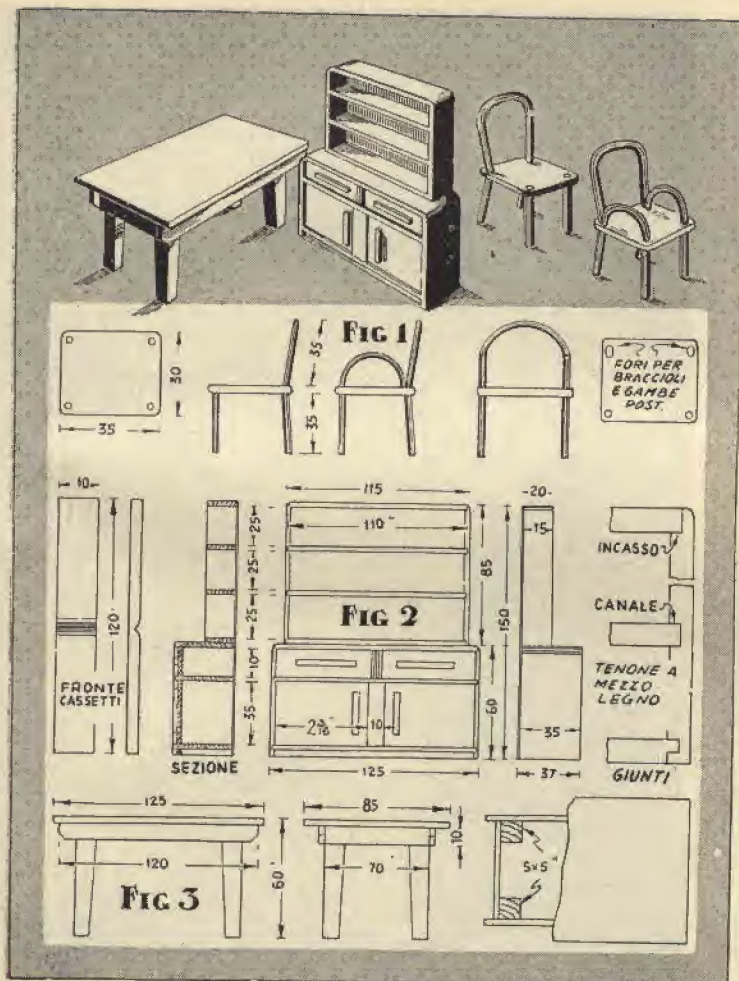 FIG 1
35
30
35
35
35
FORI PER
BRACCIOLI
E GAMBE
POST.
10
120
FRONTE
CASSETTI
25
25
25
10
35
SEZIONE
115
110"
FIG 2
85
60
10
125
20
15
150
35
37
INCASSO
CANALE
TENONE A
MEZZO
LEGNO
GIUNTI
125
120
60
FIG 3
85
10
70
5x5"